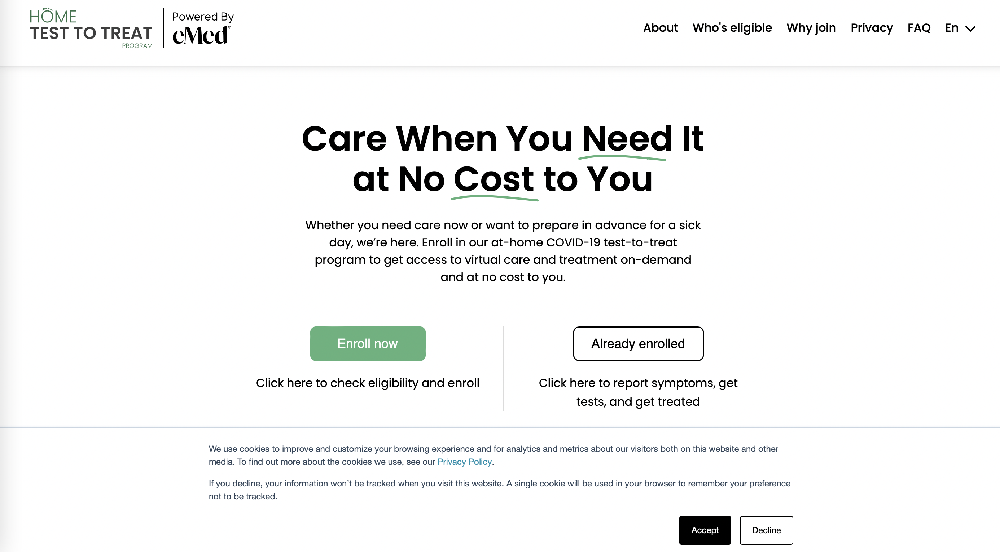 HOME
TEST TO TREAT
PROGRAM
Powered By
eMed®
About Who's eligible Why join Privacy FAQ En
Care When You Need It
at No Cost to You
Whether you need care now or want to prepare in advance for a sick
day, we’re here. Enroll in our at-home COVID-19 test-to-treat
program to get access to virtual care and treatment on-demand
and at no cost to you.
Enroll now
Click here to check eligibility and enroll
Already enrolled
Click here to report symptoms, get
tests, and get treated
We use cookies to improve and customize your browsing experience and for analytics and metrics about our visitors both on this website and other
media. To find out more about the cookies we use, see our Privacy Policy.
If you decline, your information won’t be tracked when you visit this website. A single cookie will be used in your browser to remember your preference
not to be tracked.
Accept Decline